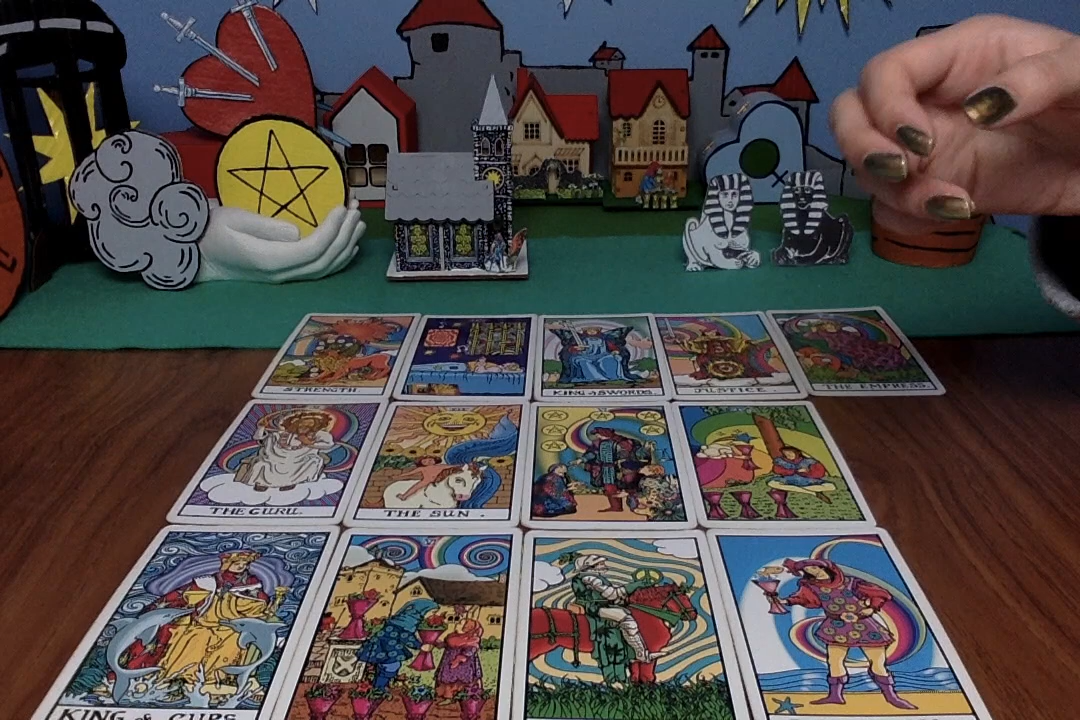 STRENGTH
KING of SWORDS.
JUSTICE
THE EMPRESS.
THE GURU.
THE SUN.
KING of CUPS